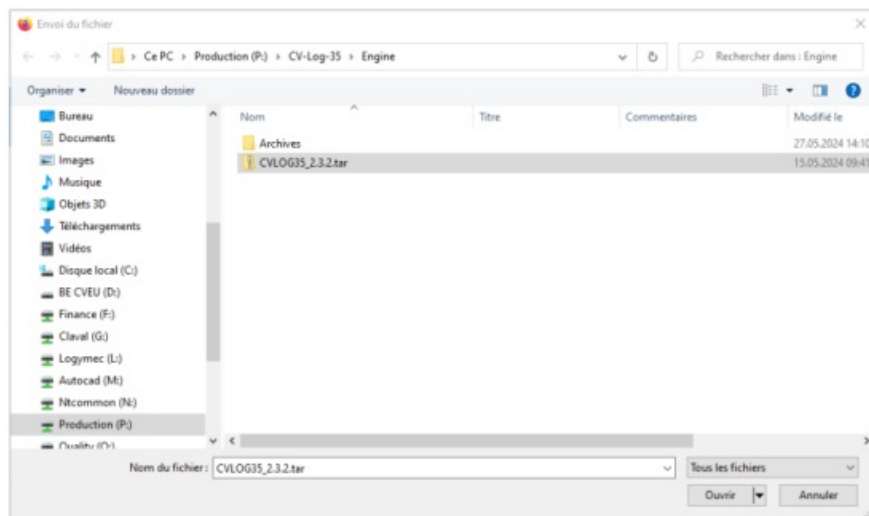 Envoi du fichier
Ce PC > Production (P:) > CV-Log-35 > Engine
Rechercher dans : Engine
Organiser
Nouveau dossier
Nom
Titre
Commentaires
Modifié le
Archives
27.05.2024 14:10
CVLOG35_2.3.2.tar
15.05.2024 09:41
Bureau
Documents
Images
Musique
Objets 3D
Téléchargements
Vidéos
Disque local (C:)
BE CVEU (D:)
Finance (F:)
Claval (G:)
Logymec (L:)
Autocad (M:)
Ntcommon (N:)
Production (P:)
Quality (Q:)
Nom du fichier : CVLOG35_2.3.2.tar
Tous les fichiers
Ouvrir
Annuler